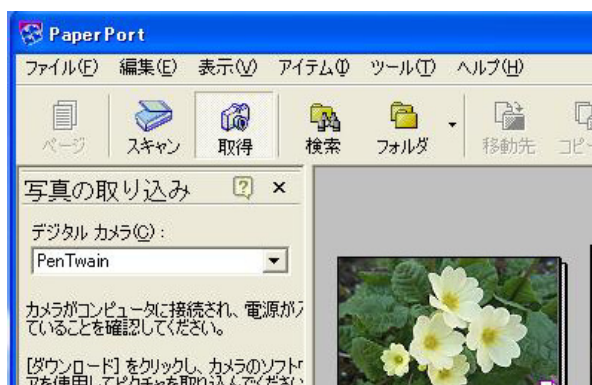 PaperPort
ファイル(F) 編集(E) 表示(V) アイテム(I) ツール(T) ヘルプ(H)
ページ スキャン 取得 検索 フォルダ 移動先 コピー
写真の取り込み
デジタル カメラ(C) :
PenTwain
カメラがコンピュータに接続され、電源が
ていることを確認してください。
[ダウンロード] をクリックし、カメラのソフト
アを使用してピクチャを取り込んでください